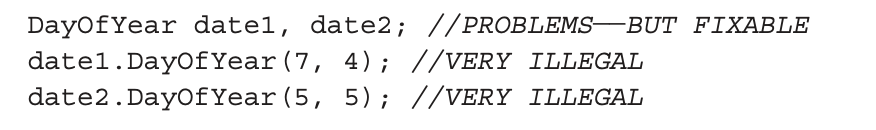 DayOfYear date1, date2; //PROBLEMS––BUT FIXABLE
date1.DayOfYear(7, 4); //VERY ILLEGAL
date2.DayOfYear(5, 5); //VERY ILLEGAL